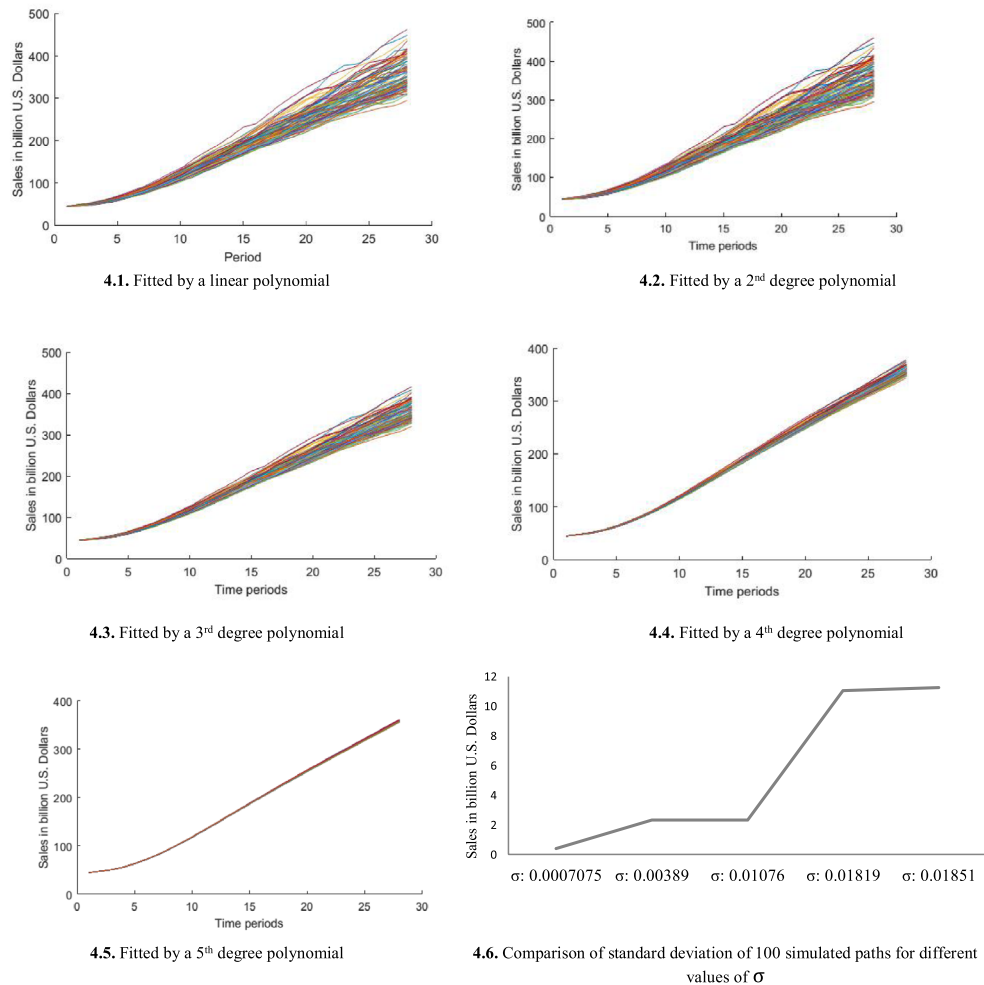 500
400
300
200
100
0
Sales in billion U.S. Dollars
0 5 10 15 20 25 30
Period
4.1. Fitted by a linear polynomial
500
400
300
200
100
0
Sales in billion U.S. Dollars
0 5 10 15 20 25 30
Time periods
4.2. Fitted by a 2nd degree polynomial
500
400
300
200
100
0
Sales in billion U.S. Dollars
0 5 10 15 20 25 30
Time periods
4.3. Fitted by a 3rd degree polynomial
400
300
200
100
0
Sales in billion U.S. Dollars
0 5 10 15 20 25 30
Time periods
4.4. Fitted by a 4th degree polynomial
400
300
200
100
0
Sales in billion U.S. Dollars
0 5 10 15 20 25 30
Time periods
4.5. Fitted by a 5th degree polynomial
12
10
8
6
4
2
0
Sales in billion U.S. Dollars
σ: 0.0007075 σ: 0.00389 σ: 0.01076 σ: 0.01819 σ: 0.01851
4.6. Comparison of standard deviation of 100 simulated paths for different
values of σ